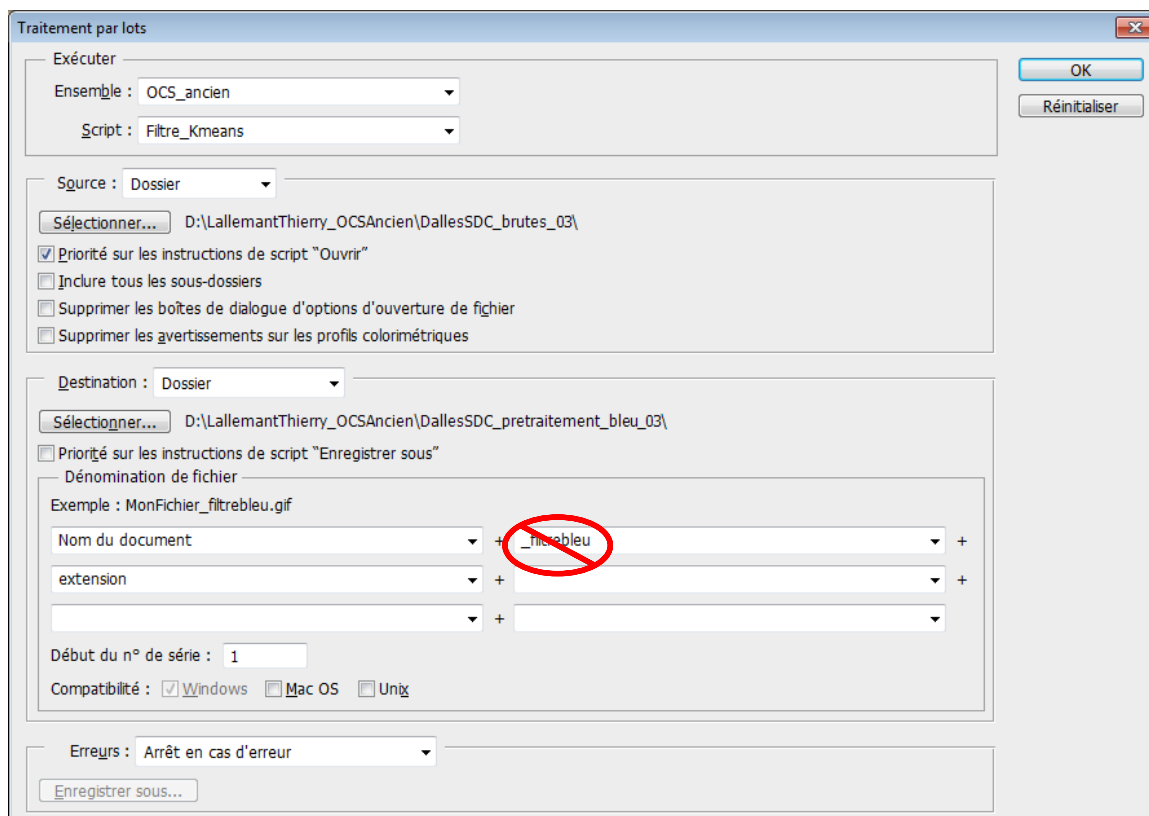 Traitement par lots
Exécuter
OK
Ensemble : OCS_ancien
Réinitialiser
Script : Filtre_Kmeans
Source : Dossier
Sélectionner... D:\LallemantThierry_OCSAncien\DallesSDC_brutes_03\
Priorité sur les instructions de script "Ouvrir"
Inclure tous les sous-dossiers
Supprimer les boîtes de dialogue d'options d'ouverture de fichier
Supprimer les avertissements sur les profils colorimétriques
Destination : Dossier
Sélectionner... D:\LallemantThierry_OCSAncien\DallesSDC_pretraitement_bleu_03\
Priorité sur les instructions de script "Enregistrer sous"
Dénomination de fichier
Exemple : MonFichier_filtrebleu.gif
Nom du document + _filtrebleu +
extension + +
+
Début du n° de série : 1
Compatibilité : Windows Mac OS Unix
Erreurs : Arrêt en cas d'erreur
Enregistrer sous...